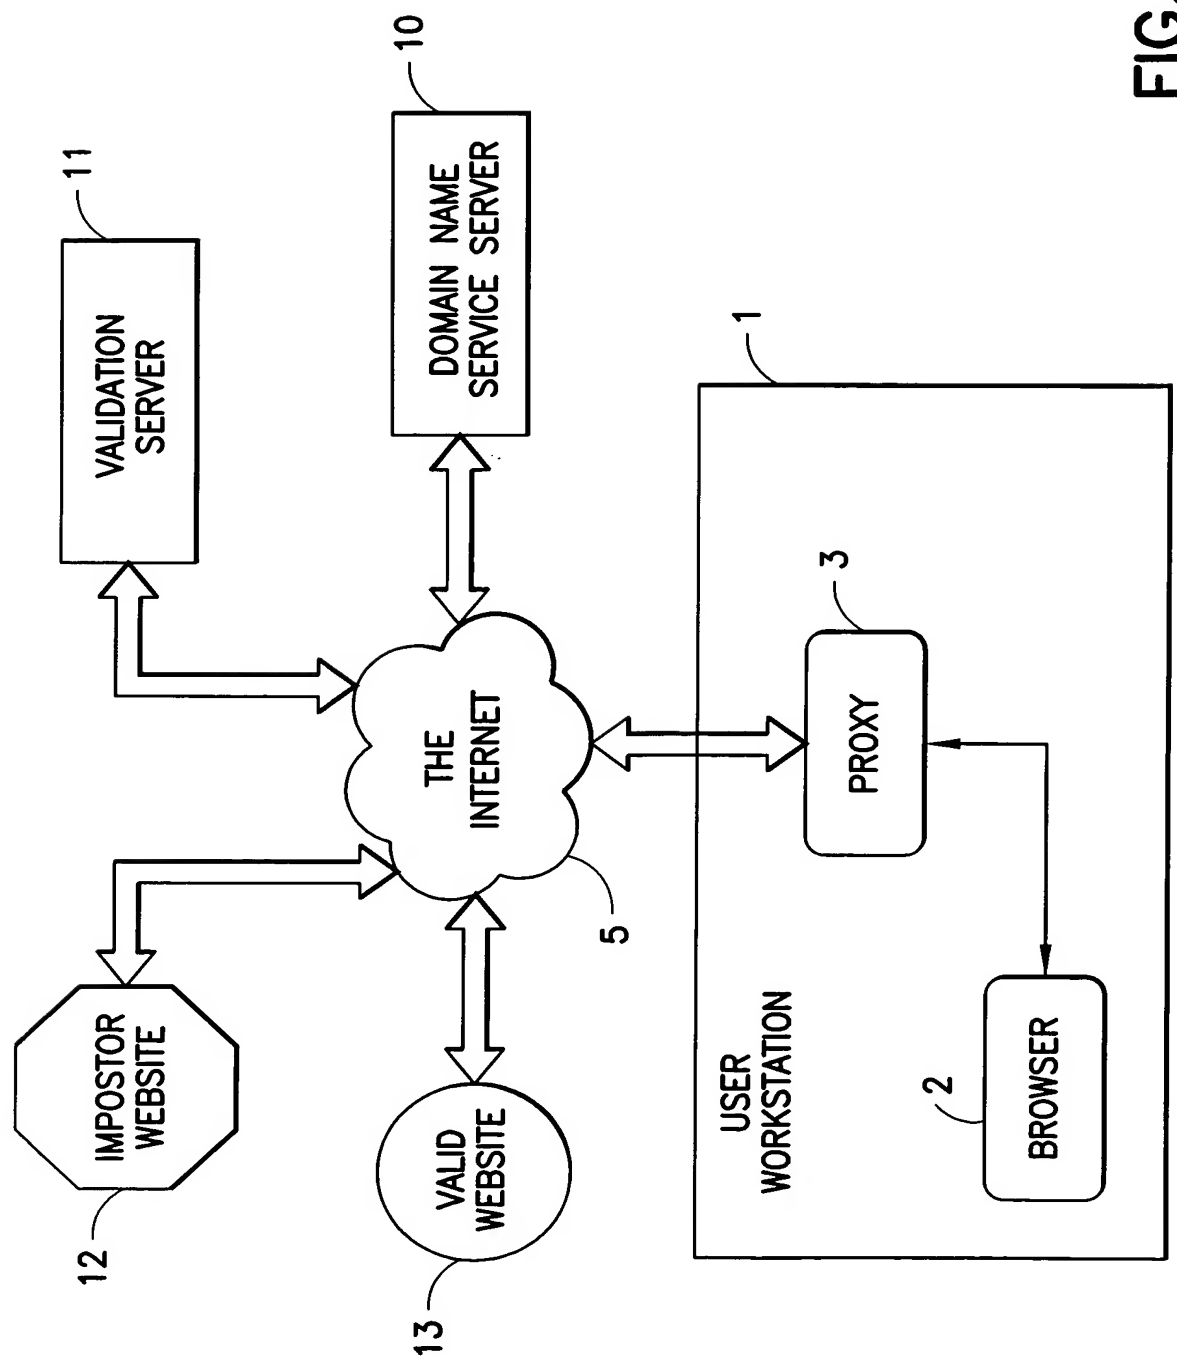 IMPOSTOR
WEBSITE
12
VALIDATION
SERVER
11
VALID
WEBSITE
13
THE
INTERNET
5
DOMAIN NAME
SERVICE SERVER
10
USER
WORKSTATION
1
PROXY
3
BROWSER
2
FIG.